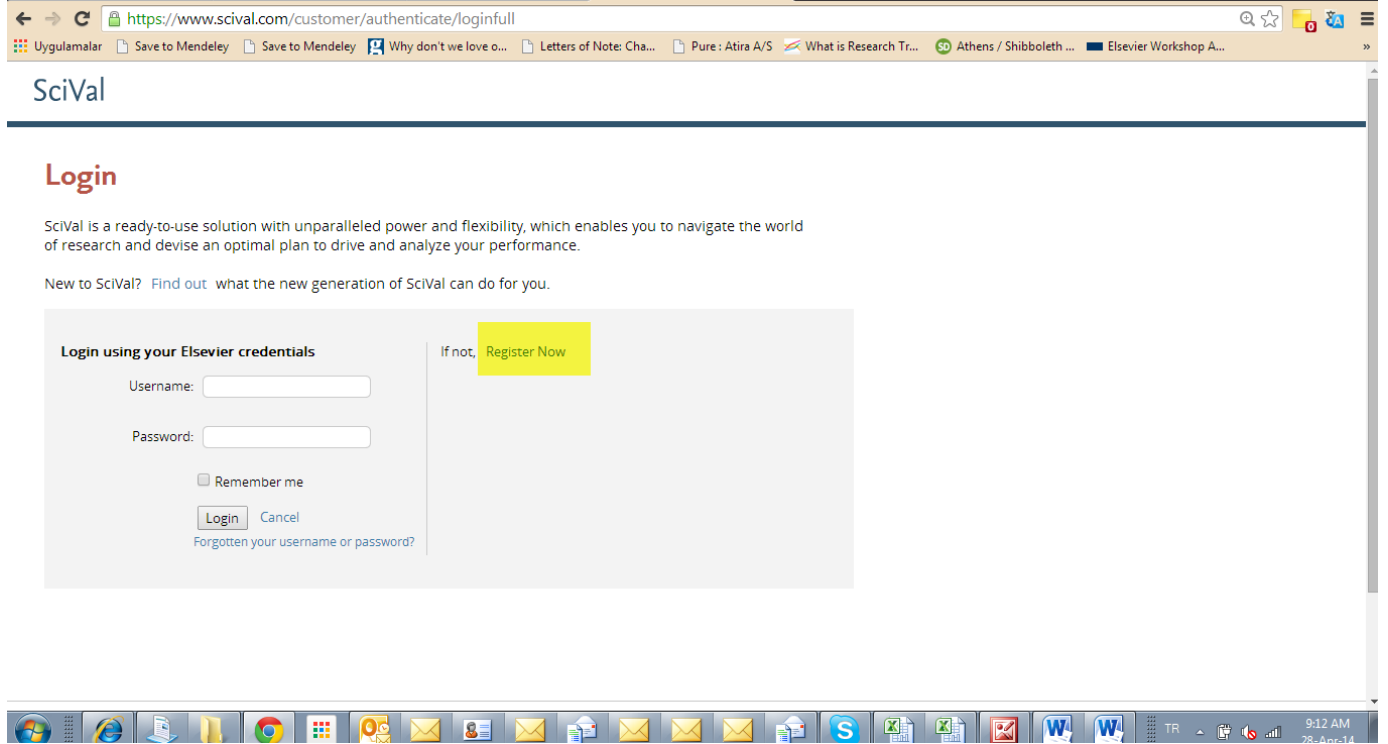 https://www.scival.com/customer/authenticate/loginfull
Uygulamalar Save to Mendeley Save to Mendeley Why don't we love o... Letters of Note: Cha... Pure : Atira A/S What is Research Tr... SD Athens / Shibboleth ... Elsevier Workshop A... »
SciVal
Login
SciVal is a ready-to-use solution with unparalleled power and flexibility, which enables you to navigate the world
of research and devise an optimal plan to drive and analyze your performance.
New to SciVal? Find out what the new generation of SciVal can do for you.
Login using your Elsevier credentials
If not, Register Now
Username:
Password:
Remember me
Login Cancel
Forgotten your username or password?
TR
9:12 AM
28-Apr-14